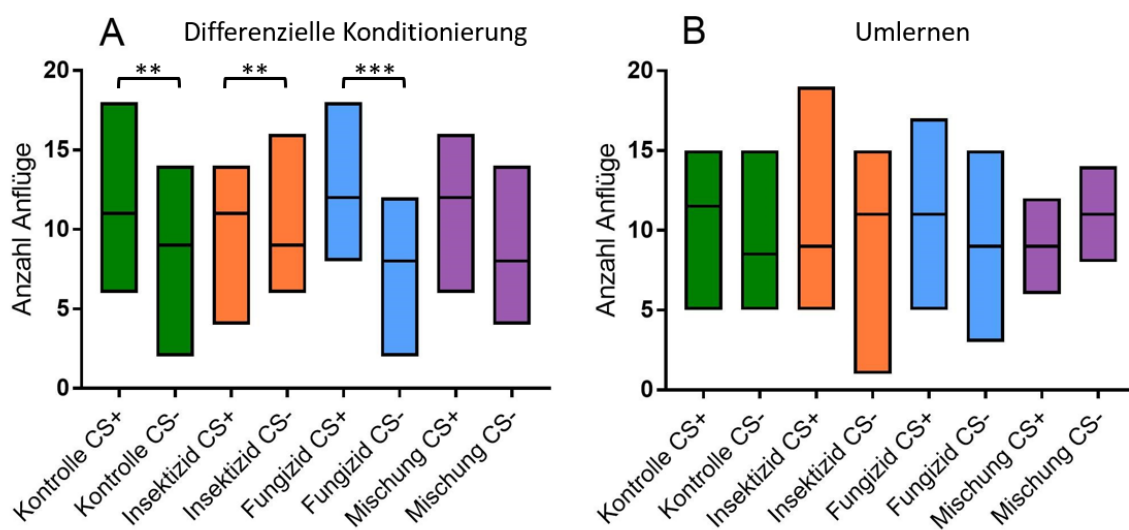 A Differenzielle Konditionierung
** ** ***
Anzahl Anflüge
20
15
10
5
0
Kontrolle CS+
Kontrolle CS-
Insektizid CS+
Insektizid CS-
Fungizid CS+
Fungizid CS-
Mischung CS+
Mischung CS-
B Umlernen
Anzahl Anflüge
20
15
10
5
0
Kontrolle CS+
Kontrolle CS-
Insektizid CS+
Insektizid CS-
Fungizid CS+
Fungizid CS-
Mischung CS+
Mischung CS-